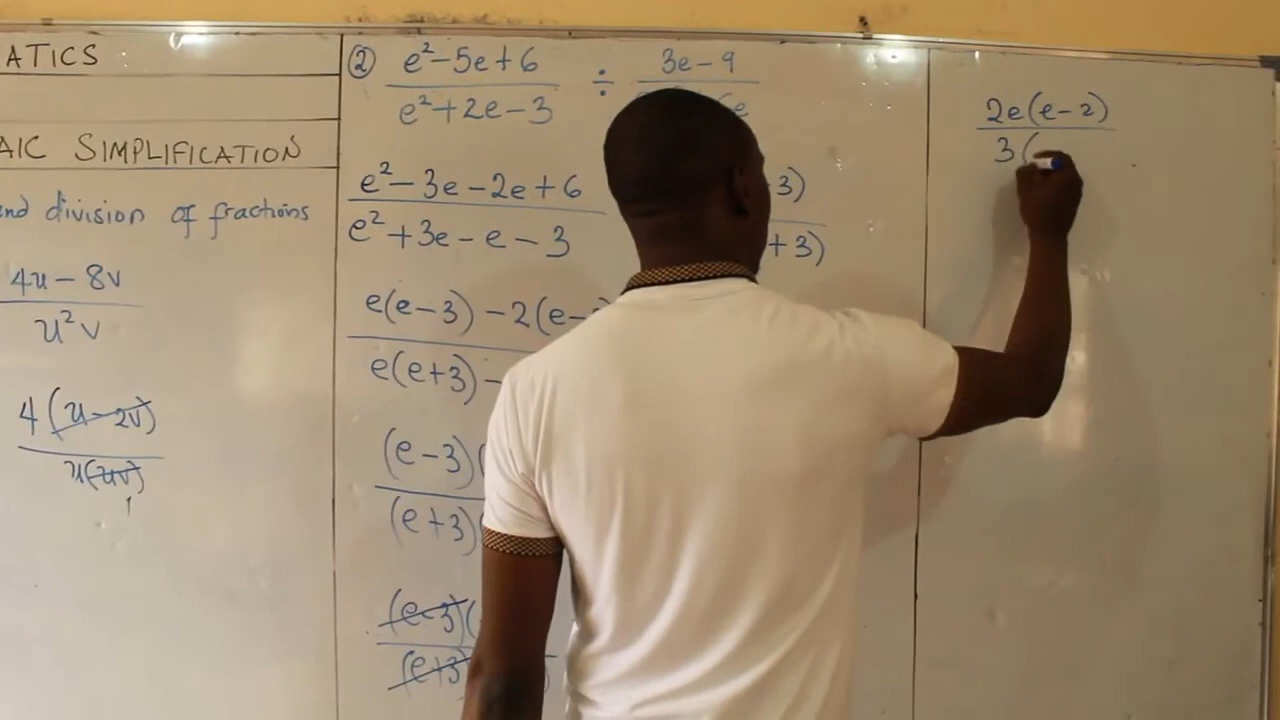 ATICS
AIC SIMPLIFICATION
nd division of fractions
4u - 8v
u²v
4(u - 2v)
u(uv)
1
② e² - 5e + 6 ÷ 3e - 9
e² + 2e - 3 e
e² - 3e - 2e + 6 3)
e² + 3e - e - 3 + 3)
e(e - 3) - 2(e -
e(e + 3) -
(e - 3)(
(e + 3)(
(e - 3)(
(e + 3)
2e(e - 2)
3(